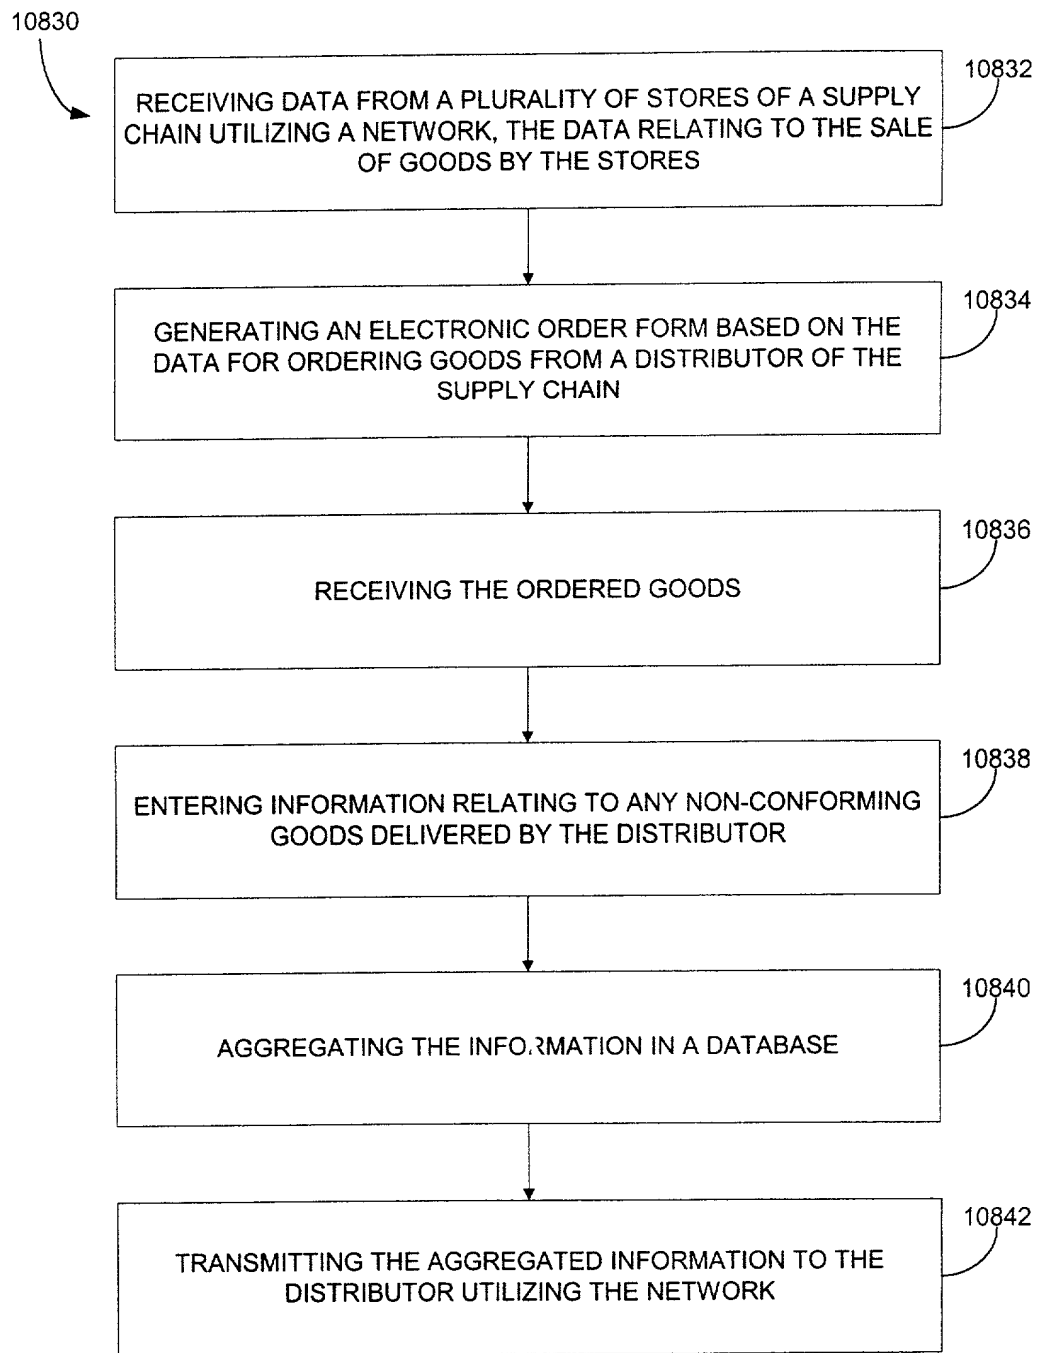 10830
10832
RECEIVING DATA FROM A PLURALITY OF STORES OF A SUPPLY
CHAIN UTILIZING A NETWORK, THE DATA RELATING TO THE SALE
OF GOODS BY THE STORES
10834
GENERATING AN ELECTRONIC ORDER FORM BASED ON THE
DATA FOR ORDERING GOODS FROM A DISTRIBUTOR OF THE
SUPPLY CHAIN
10836
RECEIVING THE ORDERED GOODS
10838
ENTERING INFORMATION RELATING TO ANY NON-CONFORMING
GOODS DELIVERED BY THE DISTRIBUTOR
10840
AGGREGATING THE INFORMATION IN A DATABASE
10842
TRANSMITTING THE AGGREGATED INFORMATION TO THE
DISTRIBUTOR UTILIZING THE NETWORK